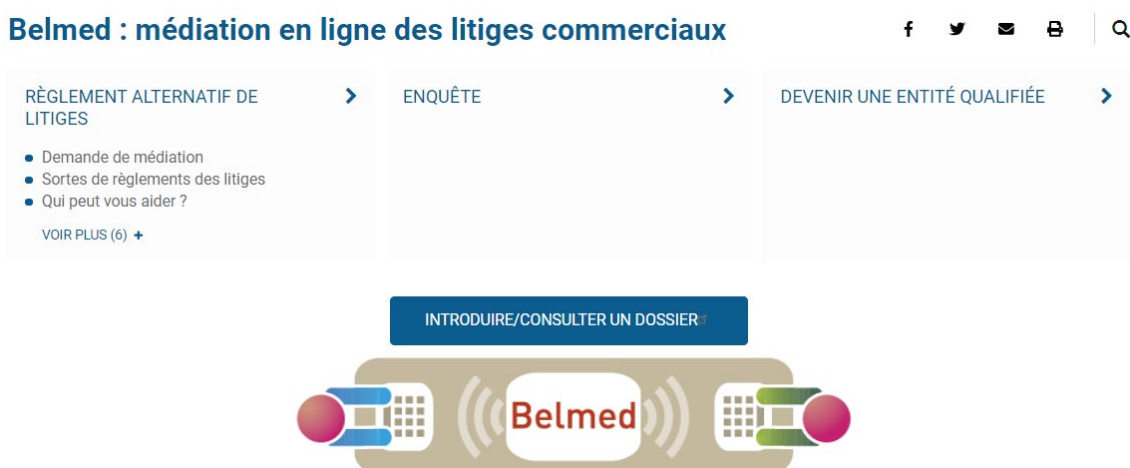 Belmed : médiation en ligne des litiges commerciaux
RÈGLEMENT ALTERNATIF DE
LITIGES
Demande de médiation
Sortes de règlements des litiges
Qui peut vous aider ?
VOIR PLUS (6) +
ENQUÊTE
DEVENIR UNE ENTITÉ QUALIFIÉE
INTRODUIRE/CONSULTER UN DOSSIER
Belmed